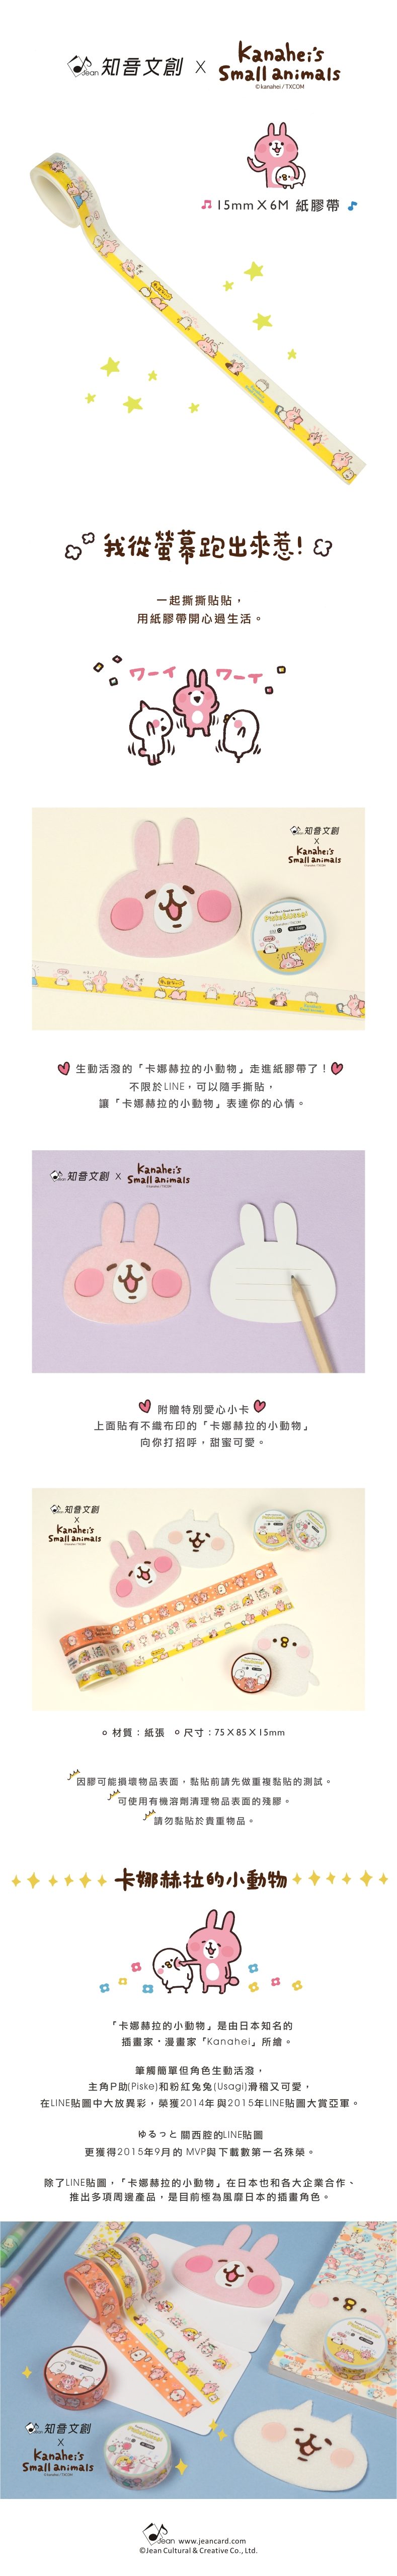 Jean 知音文創 X Kanahei's Small animals
©kanahei / TXCOM
15mm X 6M 紙膠帶
我從螢幕跑出來惹!
一起撕撕貼貼，
用紙膠帶開心過生活。
ワーイ ワーイ
知音文創
X
Kanahei's
Small animals
Piske&Usagi
生動活潑的「卡娜赫拉的小動物」走進紙膠帶了!
不限於LINE，可以隨手撕貼，
讓「卡娜赫拉的小動物」表達你的心情。
知音文創 X Kanahei's Small animals
附贈特別愛心小卡
上面貼有不織布印的「卡娜赫拉的小動物」
向你打招呼，甜蜜可愛。
知音文創
X
Kanahei's
Small animals
材質：紙張 尺寸：75X85X15mm
因膠可能損壞物品表面，黏貼前請先做重複黏貼的測試。
可使用有機溶劑清理物品表面的殘膠。
請勿黏貼於貴重物品。
卡娜赫拉的小動物
「卡娜赫拉的小動物」是由日本知名的
插畫家・漫畫家「Kanahei」所繪。
筆觸簡單但角色生動活潑，
主角P助(Piske)和粉紅兔兔(Usagi)滑稽又可愛，
在LINE貼圖中大放異彩，榮獲2014年與2015年LINE貼圖大賞亞軍。
ゆるっと 關西腔的LINE貼圖
更獲得2015年9月的 MVP與下載數第一名殊榮。
除了LINE貼圖，「卡娜赫拉的小動物」在日本也和各大企業合作、
推出多項周邊產品，是目前極為風靡日本的插畫角色。
Jean 知音文創
X
Kanahei's
Small animals
Jean www.jeancard.com
©Jean Cultural & Creative Co., Ltd.